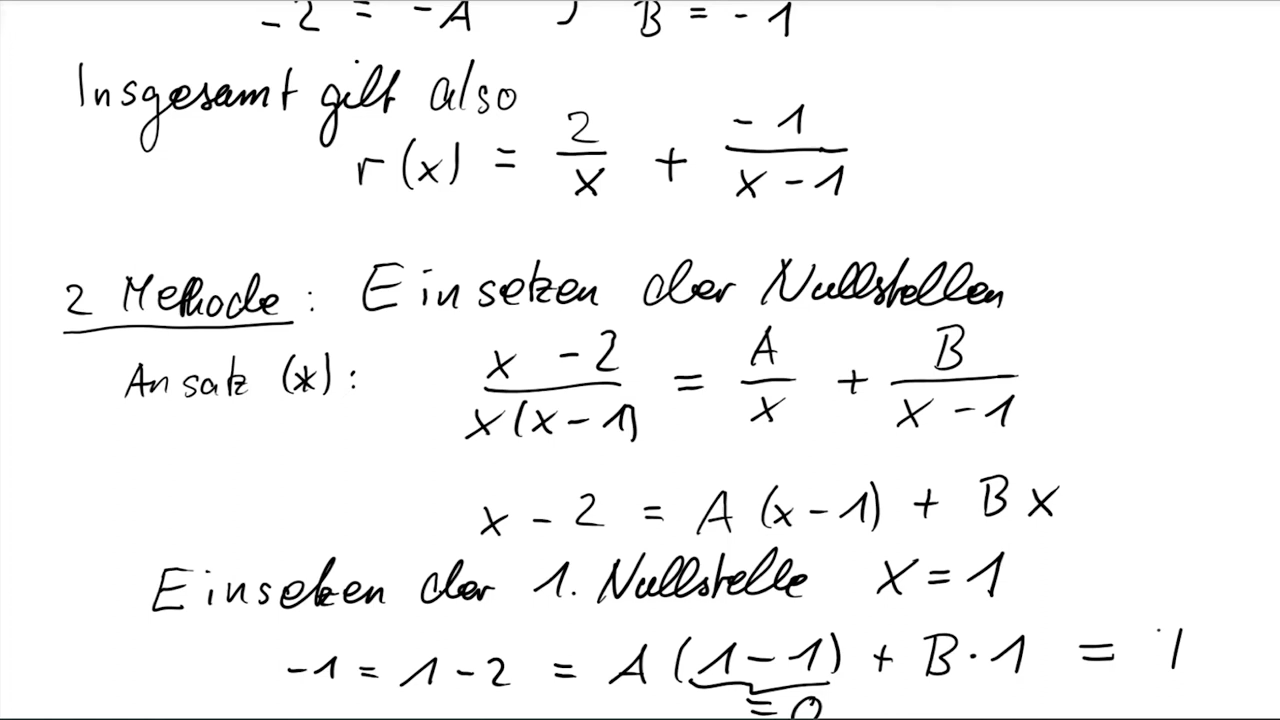 -2 = -A , B = -1
Insgesamt gilt also
r(x) = 2/x + -1/(x-1)
2 Methode: Einsetzen der Nullstellen
Ansatz (*): (x-2)/(x(x-1)) = A/x + B/(x-1)
x - 2 = A(x-1) + Bx
Einsetzen der 1. Nullstelle x = 1
-1 = 1-2 = A(1-1) + B·1 =
=0